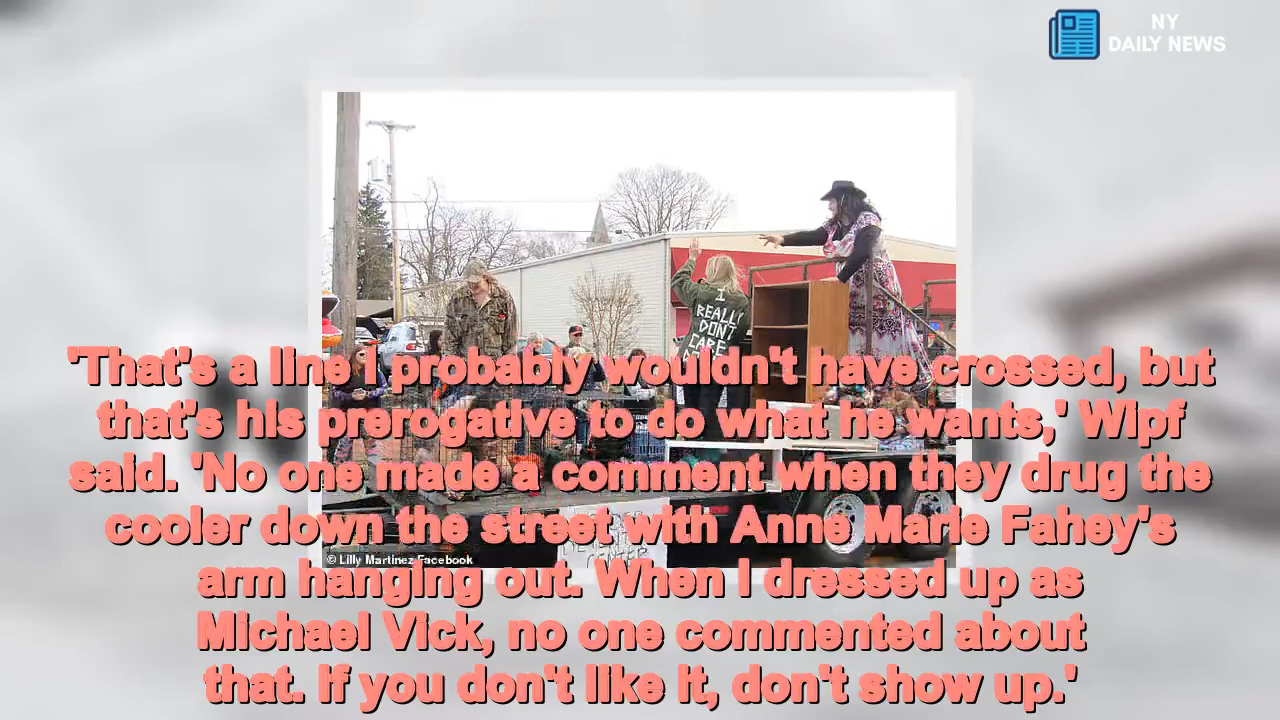 NY
DAILY NEWS
I
REALLY
DON'T
CARE
'That's a line I probably wouldn't have crossed, but
that's his prerogative to do what he wants,' Wipf
said. 'No one made a comment when they drug the
cooler down the street with Anne Marie Fahey's
© Lilly Martinez Facebook
arm hanging out. When I dressed up as
Michael Vick, no one commented about
that. If you don't like it, don't show up.'